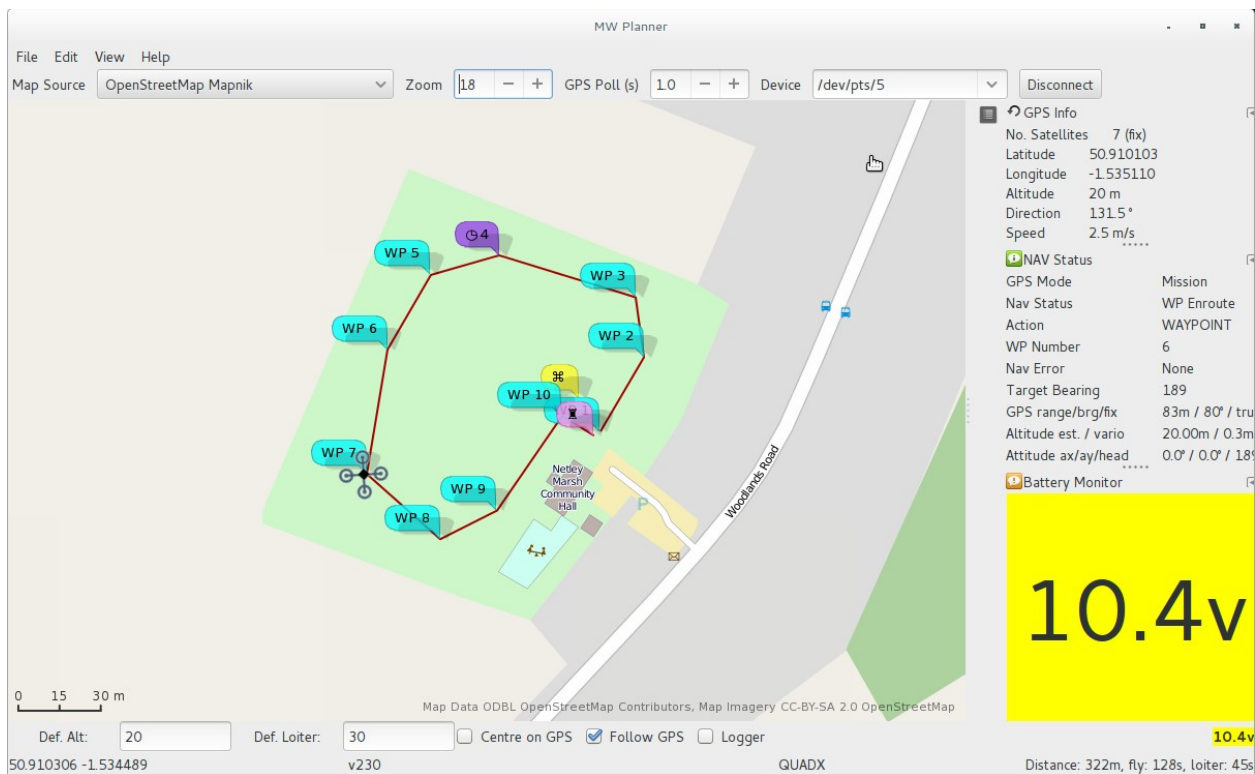 MW Planner
File Edit View Help
Map Source OpenStreetMap Mapnik Zoom 18 − + GPS Poll (s) 1.0 − + Device /dev/pts/5 Disconnect
GPS Info
No. Satellites 7 (fix)
Latitude 50.910103
Longitude -1.535110
Altitude 20 m
Direction 131.5°
Speed 2.5 m/s
NAV Status
GPS Mode Mission
Nav Status WP Enroute
Action WAYPOINT
WP Number 6
Nav Error None
Target Bearing 189
GPS range/brg/fix 83m / 80° / tru
Altitude est. / vario 20.00m / 0.3m
Attitude ax/ay/head 0.0° / 0.0° / 189
Battery Monitor
10.4v
4
WP 5
WP 3
WP 6
WP 2
WP 10
WP 7
WP 9
WP 8
Netley
Marsh
Community
Hall
P
Woodlands Road
0 15 30 m
Map Data ODBL OpenStreetMap Contributors, Map Imagery CC-BY-SA 2.0 OpenStreetMap
Def. Alt: 20 Def. Loiter: 30 Centre on GPS Follow GPS Logger 10.4v
50.910306 -1.534489 v230 QUADX Distance: 322m, fly: 128s, loiter: 45s